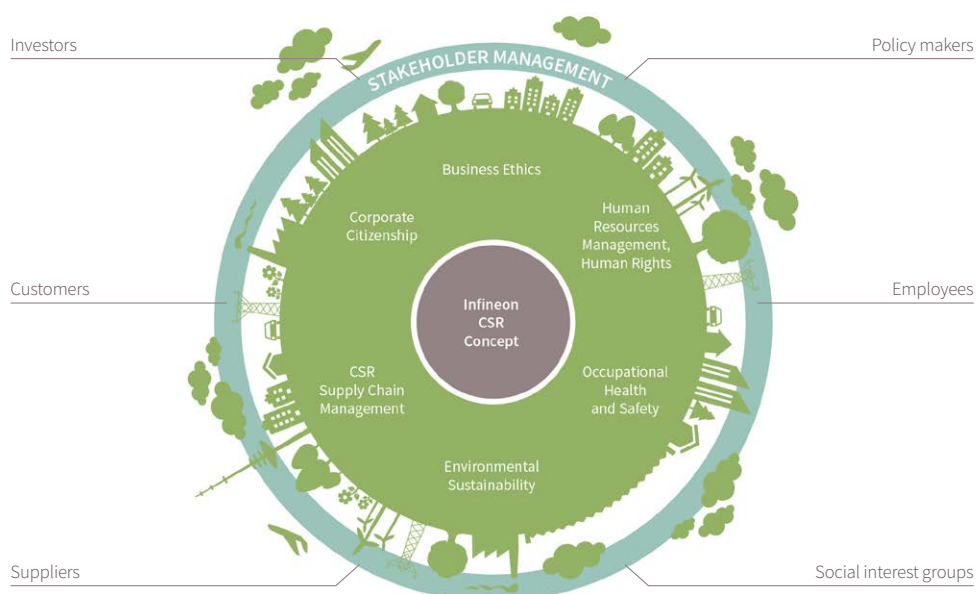 Investors
Policy makers
STAKEHOLDER MANAGEMENT
Business Ethics
Corporate
Citizenship
Human
Resources
Management,
Human Rights
Customers
Employees
Infineon
CSR
Concept
CSR
Supply Chain
Management
Occupational
Health
and Safety
Environmental
Sustainability
Suppliers
Social interest groups